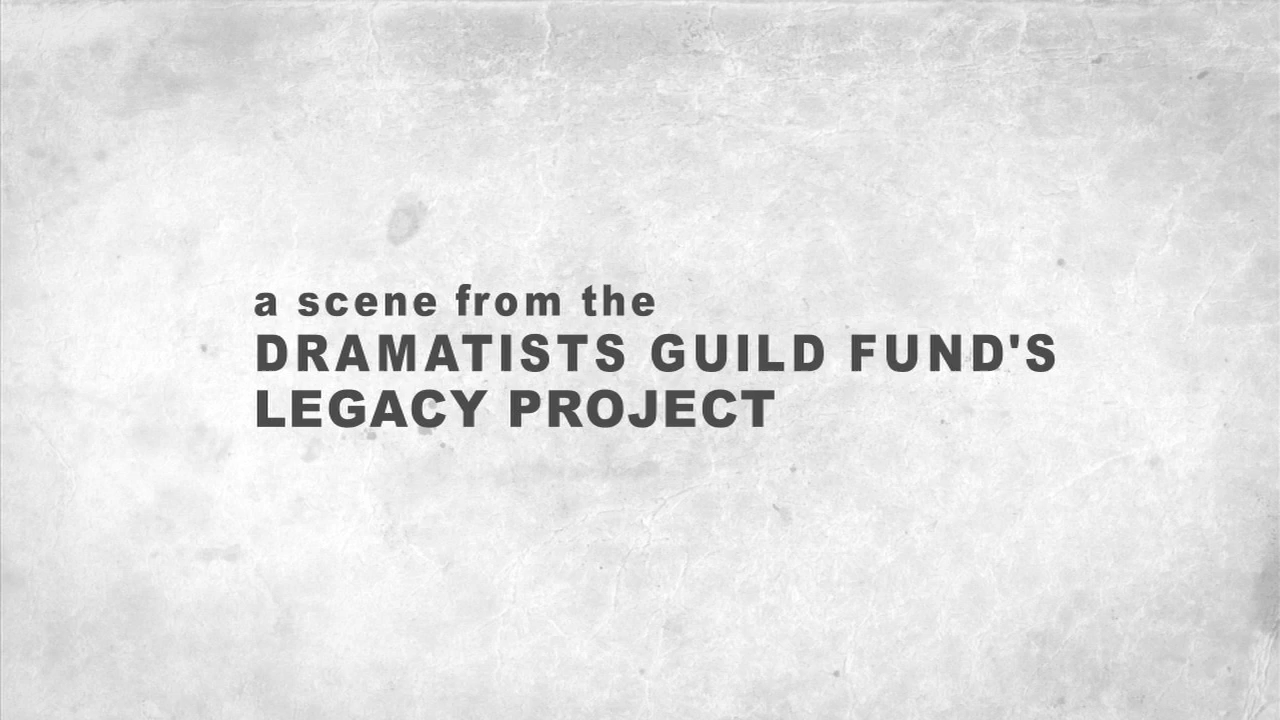 a scene from the
DRAMATISTS GUILD FUND'S
LEGACY PROJECT